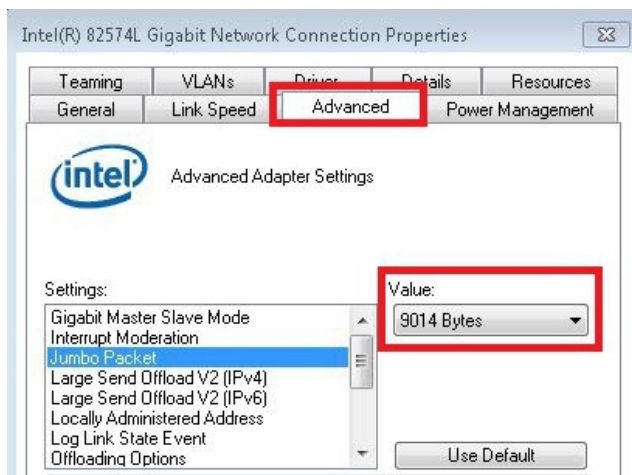 Intel(R) 82574L Gigabit Network Connection Properties
Teaming VLANs Driver Details Resources
General Link Speed Advanced Power Management
intel Advanced Adapter Settings
Settings: Value:
Gigabit Master Slave Mode 9014 Bytes
Interrupt Moderation
Jumbo Packet
Large Send Offload V2 (IPv4)
Large Send Offload V2 (IPv6)
Locally Administered Address
Log Link State Event
Offloading Options Use Default